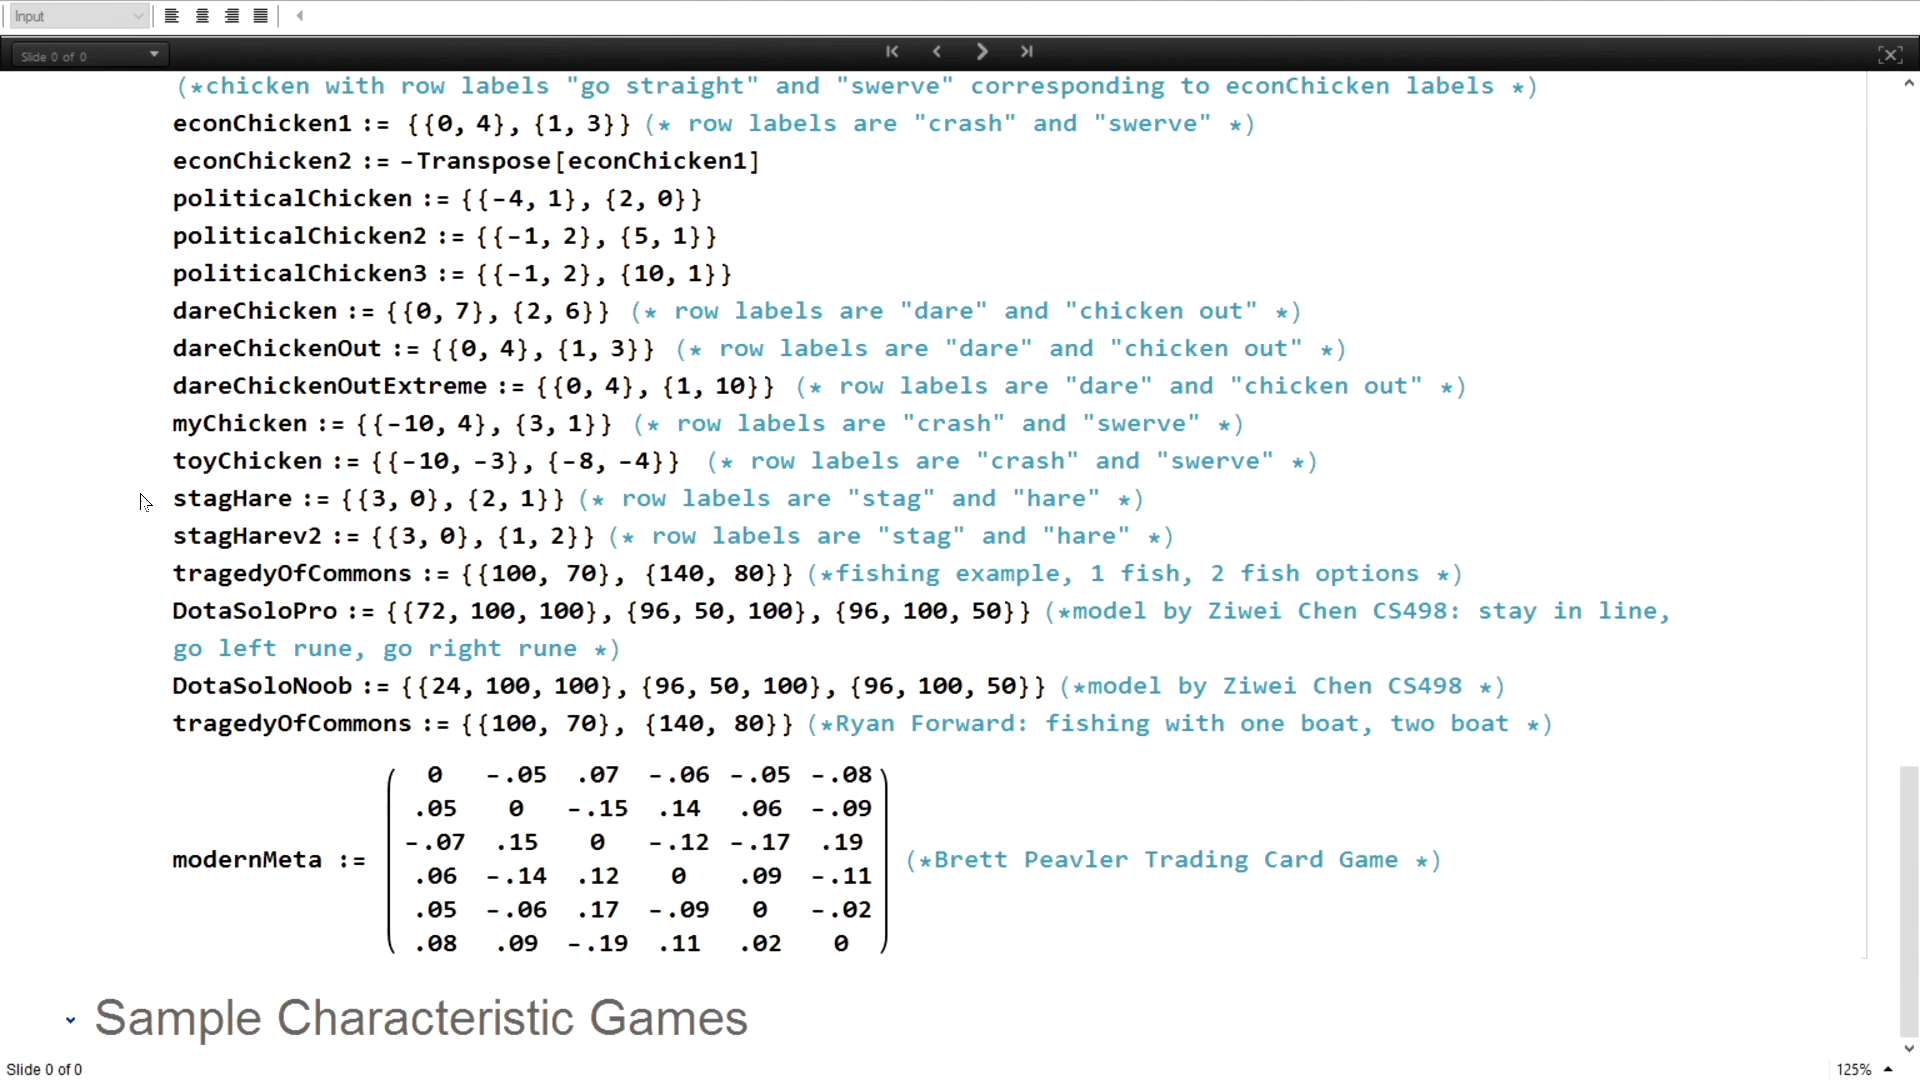 Input
Slide 0 of 0
(*chicken with row labels "go straight" and "swerve" corresponding to econChicken labels *)
econChicken1 := {{0, 4}, {1, 3}} (* row labels are "crash" and "swerve" *)
econChicken2 := -Transpose[econChicken1]
politicalChicken := {{-4, 1}, {2, 0}}
politicalChicken2 := {{-1, 2}, {5, 1}}
politicalChicken3 := {{-1, 2}, {10, 1}}
dareChicken := {{0, 7}, {2, 6}} (* row labels are "dare" and "chicken out" *)
dareChickenOut := {{0, 4}, {1, 3}} (* row labels are "dare" and "chicken out" *)
dareChickenOutExtreme := {{0, 4}, {1, 10}} (* row labels are "dare" and "chicken out" *)
myChicken := {{-10, 4}, {3, 1}} (* row labels are "crash" and "swerve" *)
toyChicken := {{-10, -3}, {-8, -4}} (* row labels are "crash" and "swerve" *)
stagHare := {{3, 0}, {2, 1}} (* row labels are "stag" and "hare" *)
stagHarev2 := {{3, 0}, {1, 2}} (* row labels are "stag" and "hare" *)
tragedyOfCommons := {{100, 70}, {140, 80}} (*fishing example, 1 fish, 2 fish options *)
DotaSoloPro := {{72, 100, 100}, {96, 50, 100}, {96, 100, 50}} (*model by Ziwei Chen CS498: stay in line,
go left rune, go right rune *)
DotaSoloNoob := {{24, 100, 100}, {96, 50, 100}, {96, 100, 50}} (*model by Ziwei Chen CS498 *)
tragedyOfCommons := {{100, 70}, {140, 80}} (*Ryan Forward: fishing with one boat, two boat *)
0 -.05 .07 -.06 -.05 -.08
.05 0 -.15 .14 .06 -.09
-.07 .15 0 -.12 -.17 .19
modernMeta := (*Brett Peavler Trading Card Game *)
.06 -.14 .12 0 .09 -.11
.05 -.06 .17 -.09 0 -.02
.08 .09 -.19 .11 .02 0
Sample Characteristic Games
Slide 0 of 0
125%